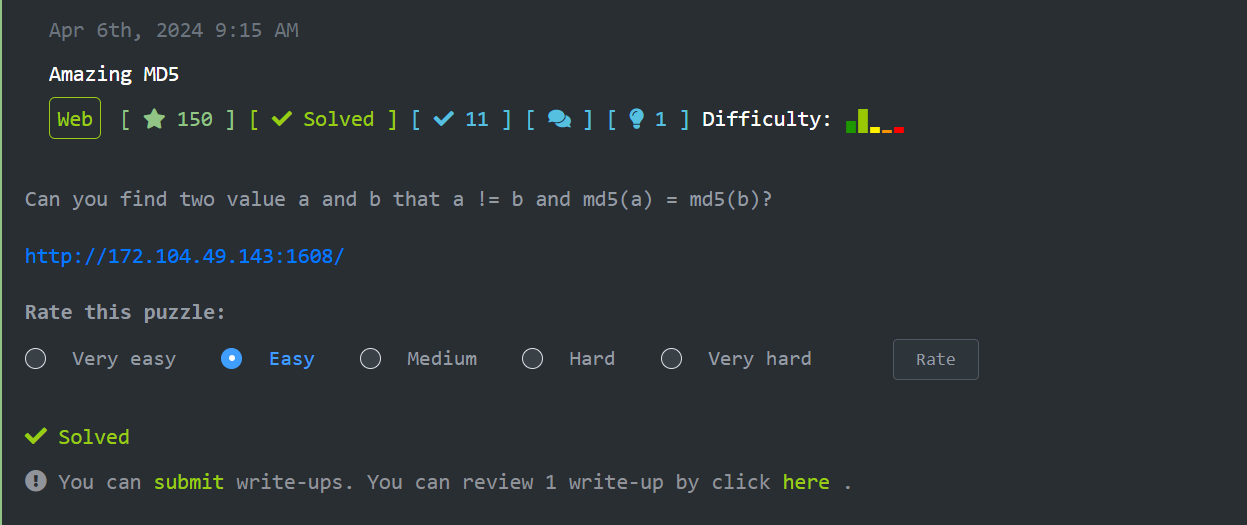 Apr 6th, 2024 9:15 AM
Amazing MD5
Web [ 150 ] [ Solved ] [ 11 ] [ ] [ 1 ] Difficulty:
Can you find two value a and b that a != b and md5(a) = md5(b)?
http://172.104.49.143:1608/
Rate this puzzle:
Very easy Easy Medium Hard Very hard Rate
Solved
You can submit write-ups. You can review 1 write-up by click here .